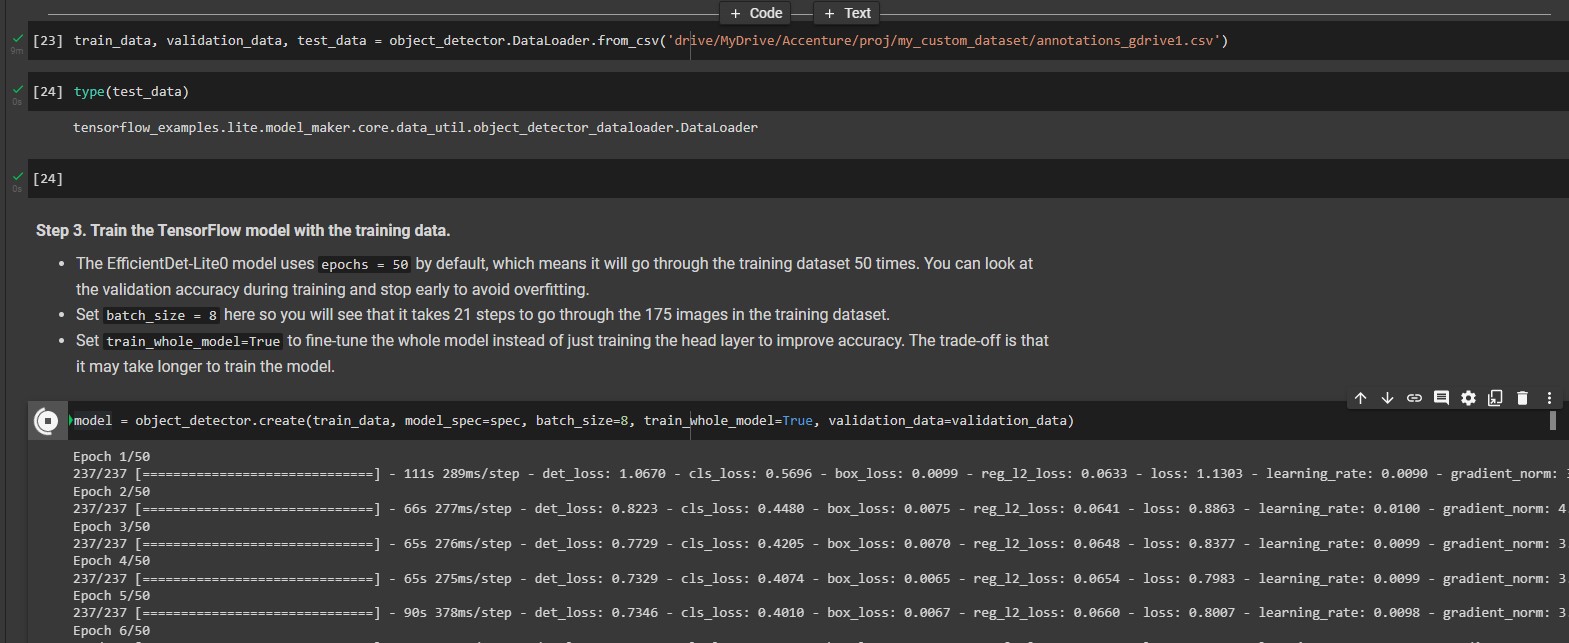 + Code + Text
[23] train_data, validation_data, test_data = object_detector.DataLoader.from_csv('drive/MyDrive/Accenture/proj/my_custom_dataset/annotations_gdrive1.csv')
9m
[24] type(test_data)
0s
tensorflow_examples.lite.model_maker.core.data_util.object_detector_dataloader.DataLoader
[24]
0s
Step 3. Train the TensorFlow model with the training data.
• The EfficientDet-Lite0 model uses epochs = 50 by default, which means it will go through the training dataset 50 times. You can look at
the validation accuracy during training and stop early to avoid overfitting.
• Set batch_size = 8 here so you will see that it takes 21 steps to go through the 175 images in the training dataset.
• Set train_whole_model=True to fine-tune the whole model instead of just training the head layer to improve accuracy. The trade-off is that
it may take longer to train the model.
model = object_detector.create(train_data, model_spec=spec, batch_size=8, train_whole_model=True, validation_data=validation_data)
Epoch 1/50
237/237 [==============================] - 111s 289ms/step - det_loss: 1.0670 - cls_loss: 0.5696 - box_loss: 0.0099 - reg_l2_loss: 0.0633 - loss: 1.1303 - learning_rate: 0.0090 - gradient_norm:
Epoch 2/50
237/237 [==============================] - 66s 277ms/step - det_loss: 0.8223 - cls_loss: 0.4480 - box_loss: 0.0075 - reg_l2_loss: 0.0641 - loss: 0.8863 - learning_rate: 0.0100 - gradient_norm: 4
Epoch 3/50
237/237 [==============================] - 65s 276ms/step - det_loss: 0.7729 - cls_loss: 0.4205 - box_loss: 0.0070 - reg_l2_loss: 0.0648 - loss: 0.8377 - learning_rate: 0.0099 - gradient_norm: 3
Epoch 4/50
237/237 [==============================] - 65s 275ms/step - det_loss: 0.7329 - cls_loss: 0.4074 - box_loss: 0.0065 - reg_l2_loss: 0.0654 - loss: 0.7983 - learning_rate: 0.0099 - gradient_norm: 3
Epoch 5/50
237/237 [==============================] - 90s 378ms/step - det_loss: 0.7346 - cls_loss: 0.4010 - box_loss: 0.0067 - reg_l2_loss: 0.0660 - loss: 0.8007 - learning_rate: 0.0098 - gradient_norm: 3
Epoch 6/50